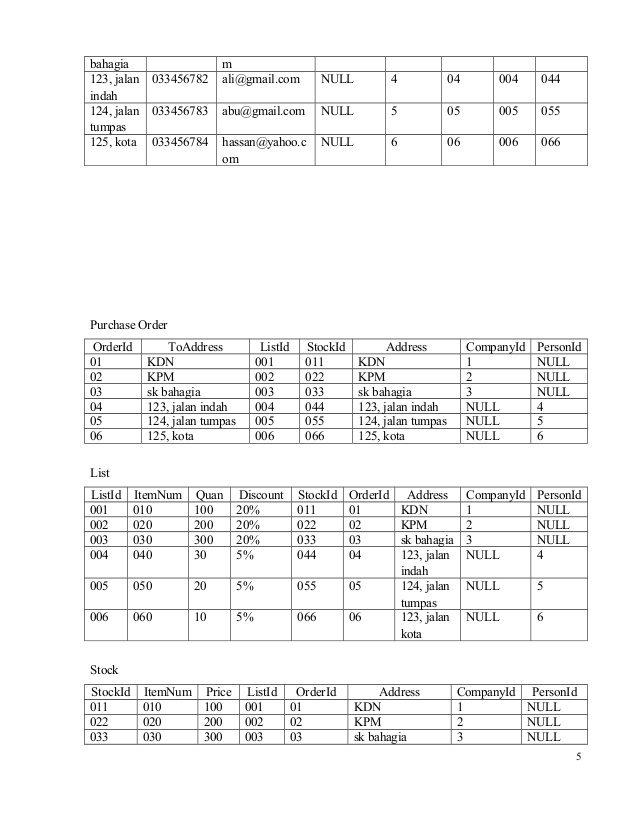 bahagia m
123, jalan 033456782 ali@gmail.com NULL 4 04 004 044
indah
124, jalan 033456783 abu@gmail.com NULL 5 05 005 055
tumpas
125, kota 033456784 hassan@yahoo.c NULL 6 06 006 066
om
Purchase Order
OrderId ToAddress ListId StockId Address CompanyId PersonId
01 KDN 001 011 KDN 1 NULL
02 KPM 002 022 KPM 2 NULL
03 sk bahagia 003 033 sk bahagia 3 NULL
04 123, jalan indah 004 044 123, jalan indah NULL 4
05 124, jalan tumpas 005 055 124, jalan tumpas NULL 5
06 125, kota 006 066 125, kota NULL 6
List
ListId ItemNum Quan Discount StockId OrderId Address CompanyId PersonId
001 010 100 20% 011 01 KDN 1 NULL
002 020 200 20% 022 02 KPM 2 NULL
003 030 300 20% 033 03 sk bahagia 3 NULL
004 040 30 5% 044 04 123, jalan NULL 4
indah
005 050 20 5% 055 05 124, jalan NULL 5
tumpas
006 060 10 5% 066 06 123, jalan NULL 6
kota
Stock
StockId ItemNum Price ListId OrderId Address CompanyId PersonId
011 010 100 001 01 KDN 1 NULL
022 020 200 002 02 KPM 2 NULL
033 030 300 003 03 sk bahagia 3 NULL
5